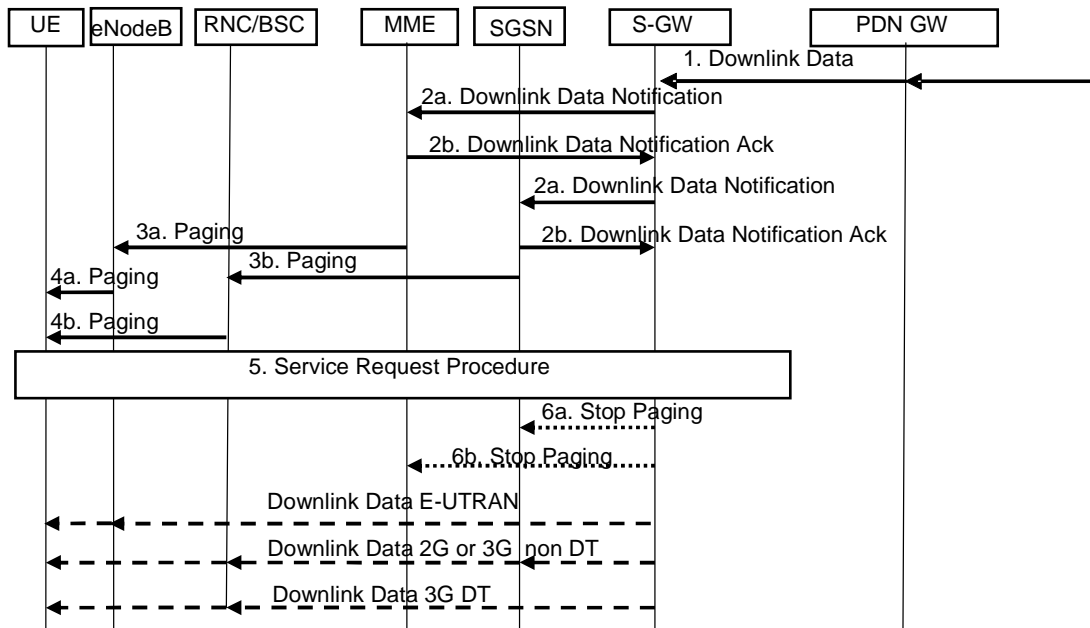 UE
eNodeB
RNC/BSC
MME
SGSN
S-GW
PDN GW
1. Downlink Data
2a. Downlink Data Notification
2b. Downlink Data Notification Ack
2a. Downlink Data Notification
3a. Paging
2b. Downlink Data Notification Ack
3b. Paging
4a. Paging
4b. Paging
5. Service Request Procedure
6a. Stop Paging
6b. Stop Paging
Downlink Data E-UTRAN
Downlink Data 2G or 3G non DT
Downlink Data 3G DT